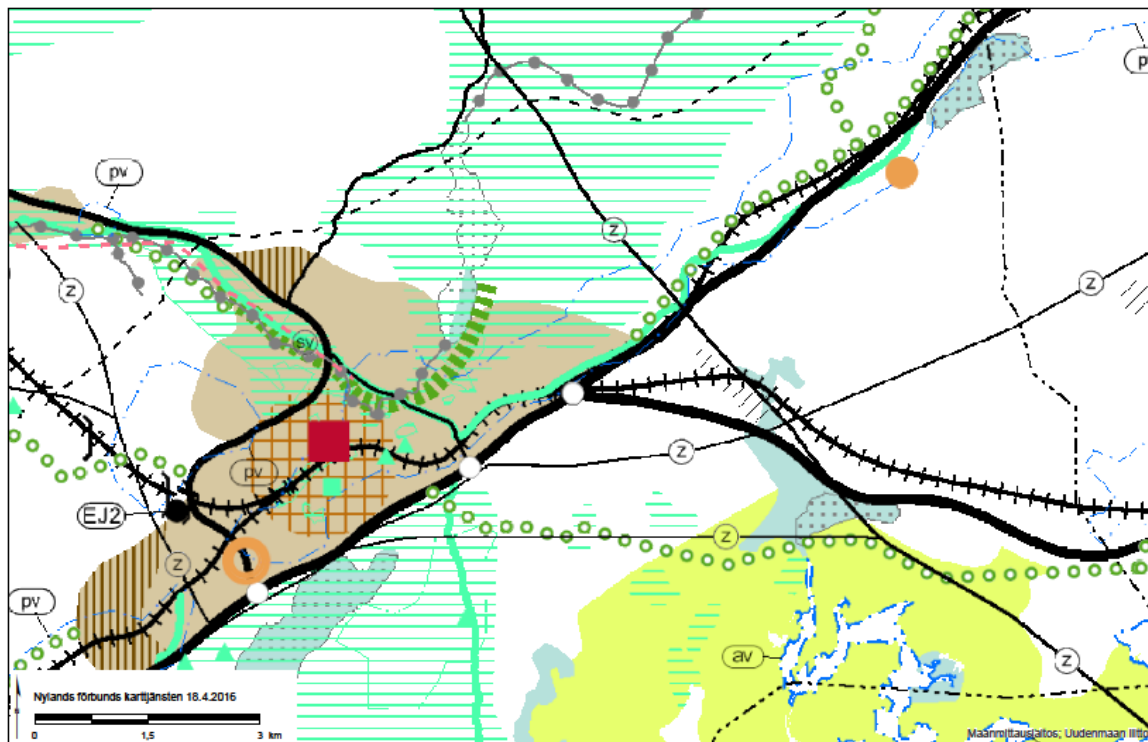 pv
pv
z
z
z
sv
pv
z
EJ2
z
z
pv
av
z
Nylands förbunds karttjänsten 18.4.2016
0 1,5 3 km
Maanmittauslaitos; Uudenmaan liitto